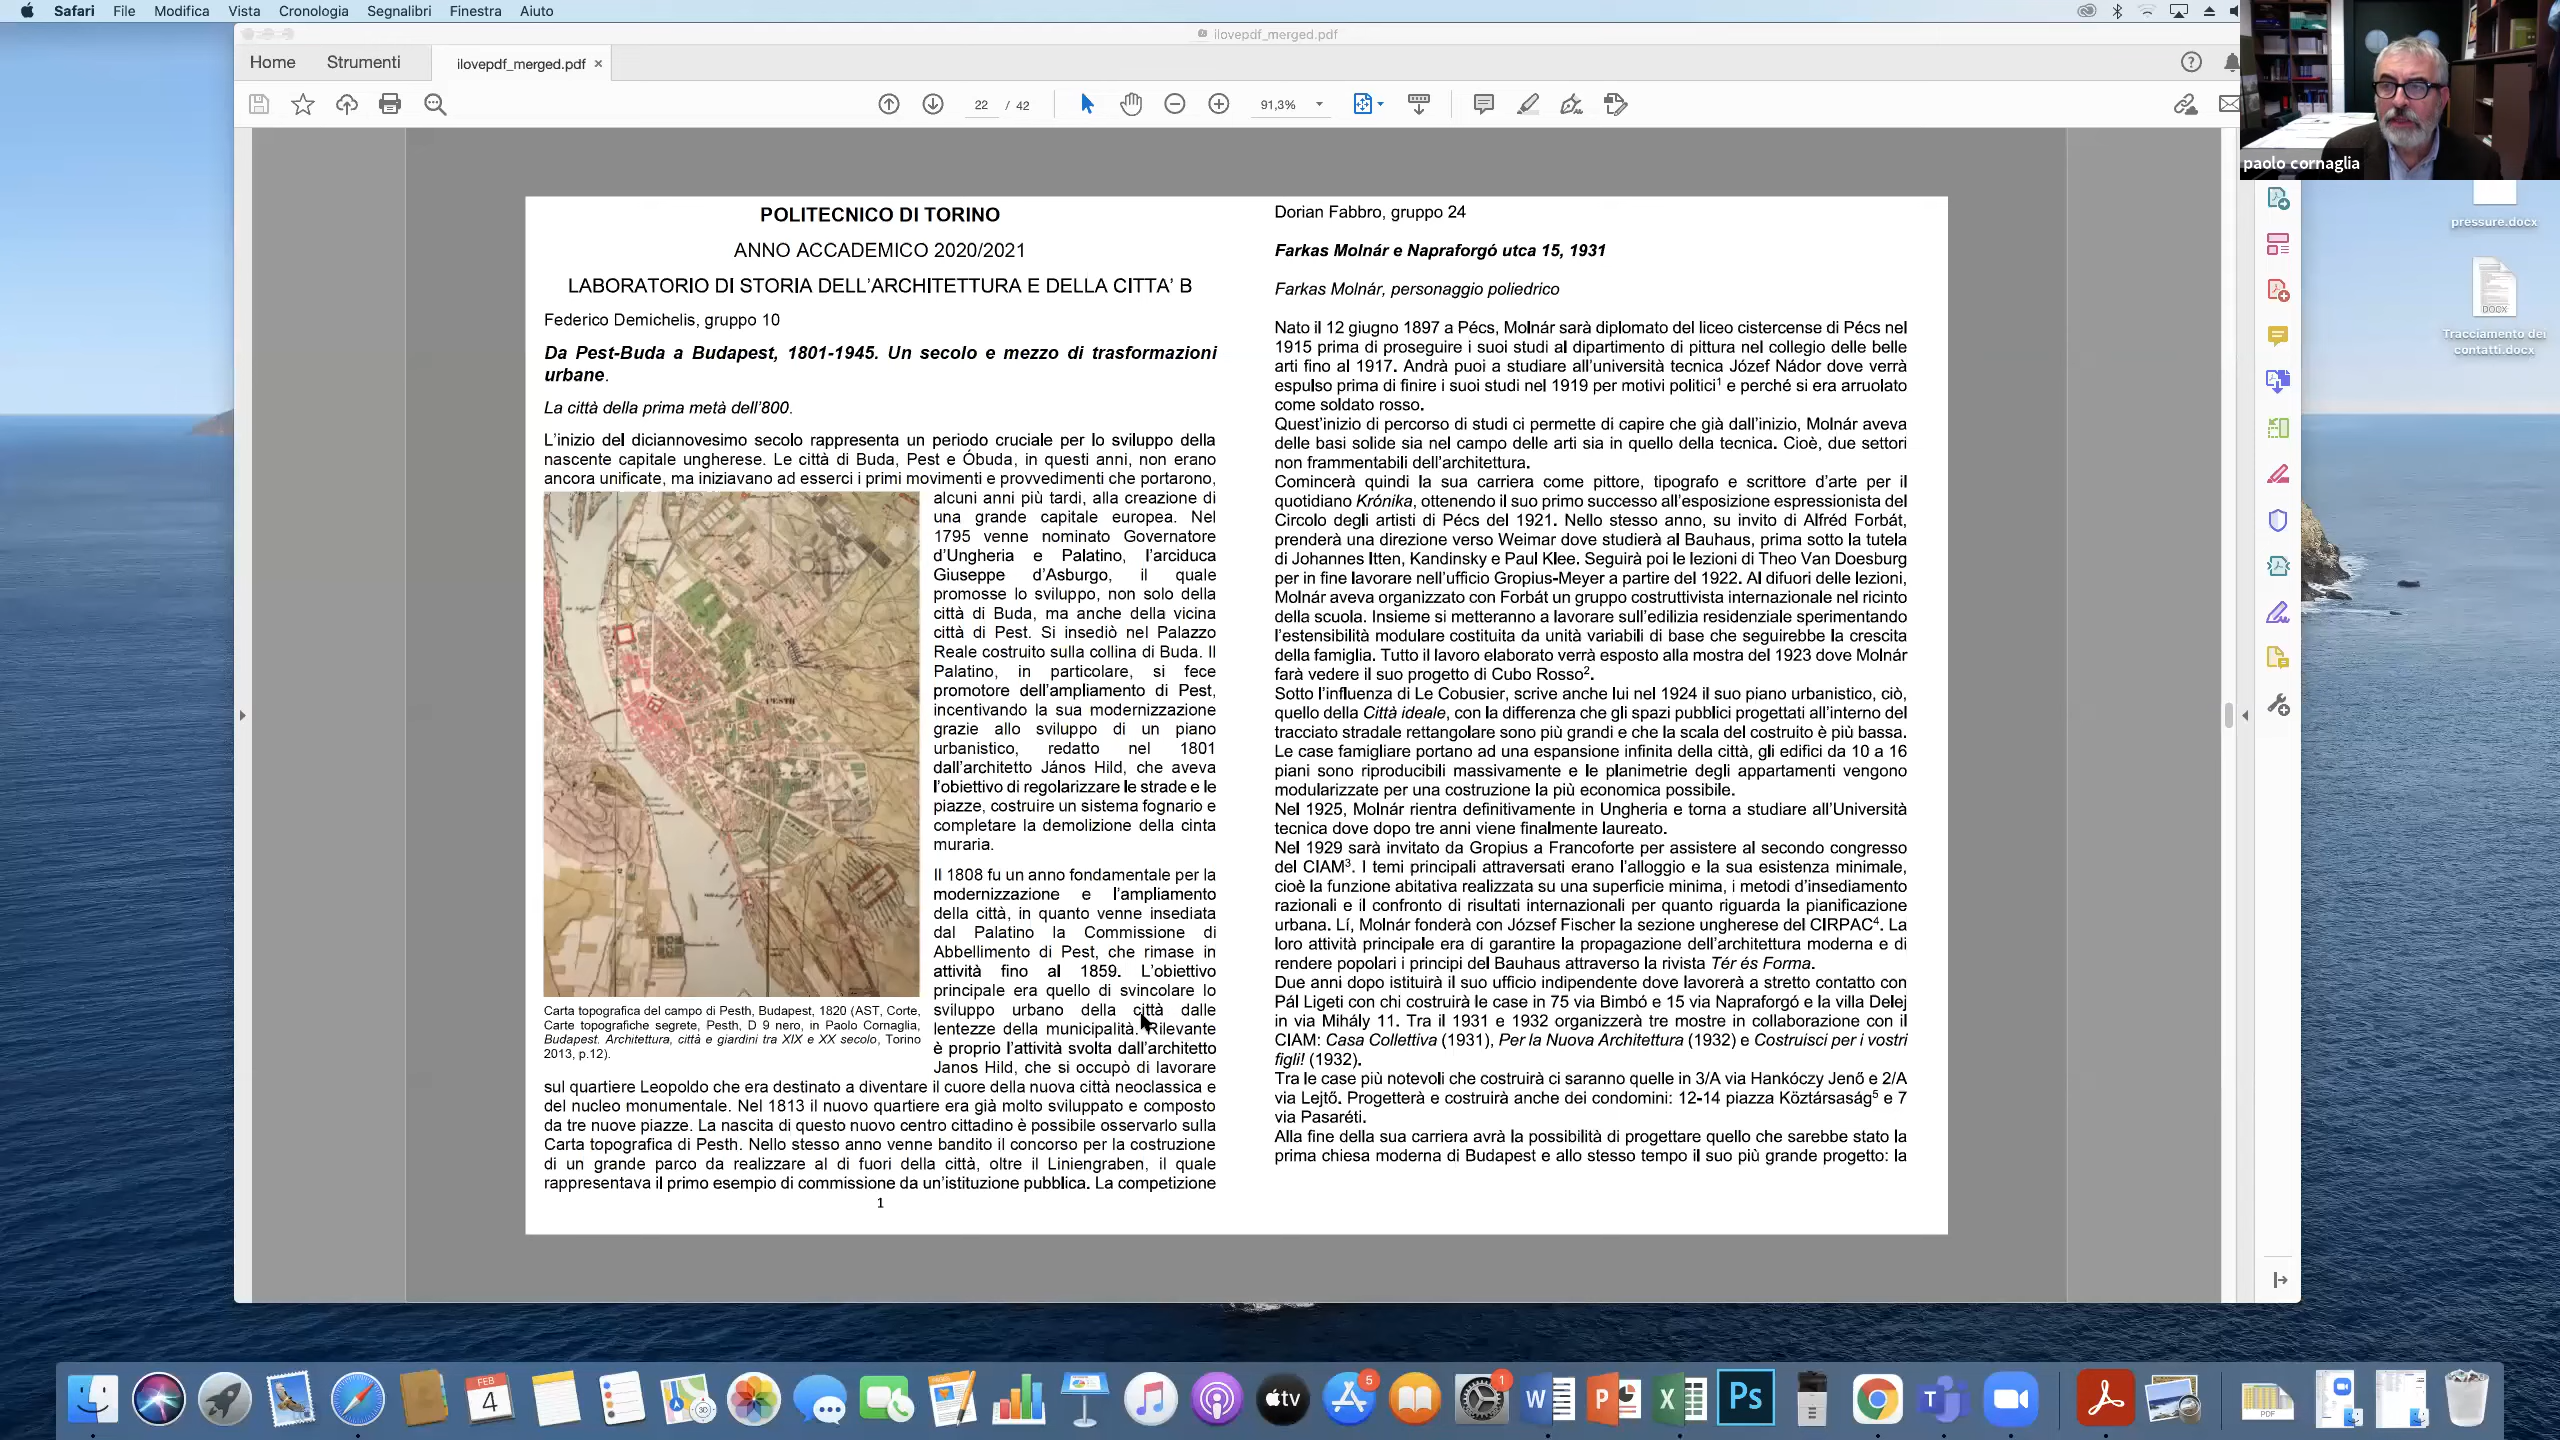 Safari File Modifica Vista Cronologia Segnalibri Finestra Aiuto
ilovepdf_merged.pdf
Home Strumenti ilovepdf_merged.pdf ×
22 / 42 91,3%
paolo cornaglia
pressure.docx
DOCX
Tracciamento dei
contatti.docx
POLITECNICO DI TORINO
ANNO ACCADEMICO 2020/2021
LABORATORIO DI STORIA DELL'ARCHITETTURA E DELLA CITTA' B
Federico Demichelis, gruppo 10
Da Pest-Buda a Budapest, 1801-1945. Un secolo e mezzo di trasformazioni
urbane.
La città della prima metà dell'800.
L'inizio del diciannovesimo secolo rappresenta un periodo cruciale per lo sviluppo della
nascente capitale ungherese. Le città di Buda, Pest e Óbuda, in questi anni, non erano
ancora unificate, ma iniziavano ad esserci i primi movimenti e provvedimenti che portarono,
alcuni anni più tardi, alla creazione di
una grande capitale europea. Nel
1795 venne nominato Governatore
d'Ungheria e Palatino, l'arciduca
Giuseppe d'Asburgo, il quale
promosse lo sviluppo, non solo della
città di Buda, ma anche della vicina
città di Pest. Si insediò nel Palazzo
Reale costruito sulla collina di Buda. Il
Palatino, in particolare, si fece
promotore dell'ampliamento di Pest,
incentivando la sua modernizzazione
grazie allo sviluppo di un piano
urbanistico, redatto nel 1801
dall'architetto János Hild, che aveva
l'obiettivo di regolarizzare le strade e le
piazze, costruire un sistema fognario e
completare la demolizione della cinta
muraria.
Il 1808 fu un anno fondamentale per la
modernizzazione e l'ampliamento
della città, in quanto venne insediata
dal Palatino la Commissione di
Abbellimento di Pest, che rimase in
attività fino al 1859. L'obiettivo
principale era quello di svincolare lo
sviluppo urbano della città dalle
lentezze della municipalità. Rilevante
è proprio l'attività svolta dall'architetto
Janos Hild, che si occupò di lavorare
PESTH
Carta topografica del campo di Pesth, Budapest, 1820 (AST, Corte,
Carte topografiche segrete, Pesth, D 9 nero, in Paolo Cornaglia,
Budapest. Architettura, città e giardini tra XIX e XX secolo, Torino
2013, p.12).
sul quartiere Leopoldo che era destinato a diventare il cuore della nuova città neoclassica e
del nucleo monumentale. Nel 1813 il nuovo quartiere era già molto sviluppato e composto
da tre nuove piazze. La nascita di questo nuovo centro cittadino è possibile osservarlo sulla
Carta topografica di Pesth. Nello stesso anno venne bandito il concorso per la costruzione
di un grande parco da realizzare al di fuori della città, oltre il Liniengraben, il quale
rappresentava il primo esempio di commissione da un'istituzione pubblica. La competizione
1
Dorian Fabbro, gruppo 24
Farkas Molnár e Napraforgó utca 15, 1931
Farkas Molnár, personaggio poliedrico
Nato il 12 giugno 1897 a Pécs, Molnár sarà diplomato del liceo cistercense di Pécs nel
1915 prima di proseguire i suoi studi al dipartimento di pittura nel collegio delle belle
arti fino al 1917. Andrà puoi a studiare all'università tecnica Józef Nádor dove verrà
espulso prima di finire i suoi studi nel 1919 per motivi politici¹ e perché si era arruolato
come soldato rosso.
Quest'inizio di percorso di studi ci permette di capire che già dall'inizio, Molnár aveva
delle basi solide sia nel campo delle arti sia in quello della tecnica. Cioè, due settori
non frammentabili dell'architettura.
Comincerà quindi la sua carriera come pittore, tipografo e scrittore d'arte per il
quotidiano Krónika, ottenendo il suo primo successo all'esposizione espressionista del
Circolo degli artisti di Pécs del 1921. Nello stesso anno, su invito di Alfréd Forbát,
prenderà una direzione verso Weimar dove studierà al Bauhaus, prima sotto la tutela
di Johannes Itten, Kandinsky e Paul Klee. Seguirà poi le lezioni di Theo Van Doesburg
per in fine lavorare nell'ufficio Gropius-Meyer a partire del 1922. Al difuori delle lezioni,
Molnár aveva organizzato con Forbát un gruppo costruttivista internazionale nel ricinto
della scuola. Insieme si metteranno a lavorare sull'edilizia residenziale sperimentando
l'estensibilità modulare costituita da unità variabili di base che seguirebbe la crescita
della famiglia. Tutto il lavoro elaborato verrà esposto alla mostra del 1923 dove Molnár
farà vedere il suo progetto di Cubo Rosso².
Sotto l'influenza di Le Cobusier, scrive anche lui nel 1924 il suo piano urbanistico, ciò,
quello della Città ideale, con la differenza che gli spazi pubblici progettati all'interno del
tracciato stradale rettangolare sono più grandi e che la scala del costruito è più bassa.
Le case famigliare portano ad una espansione infinita della città, gli edifici da 10 a 16
piani sono riproducibili massivamente e le planimetrie degli appartamenti vengono
modularizzate per una costruzione la più economica possibile.
Nel 1925, Molnár rientra definitivamente in Ungheria e torna a studiare all'Università
tecnica dove dopo tre anni viene finalmente laureato.
Nel 1929 sarà invitato da Gropius a Francoforte per assistere al secondo congresso
del CIAM³. I temi principali attraversati erano l'alloggio e la sua esistenza minimale,
cioè la funzione abitativa realizzata su una superficie minima, i metodi d'insediamento
razionali e il confronto di risultati internazionali per quanto riguarda la pianificazione
urbana. Lí, Molnár fonderà con József Fischer la sezione ungherese del CIRPAC⁴. La
loro attività principale era di garantire la propagazione dell'architettura moderna e di
rendere popolari i principi del Bauhaus attraverso la rivista Tér és Forma.
Due anni dopo istituirà il suo ufficio indipendente dove lavorerà a stretto contatto con
Pál Ligeti con chi costruirà le case in 75 via Bimbó e 15 via Napraforgó e la villa Delej
in via Mihály 11. Tra il 1931 e 1932 organizzerà tre mostre in collaborazione con il
CIAM: Casa Collettiva (1931), Per la Nuova Architettura (1932) e Costruisci per i vostri
figli! (1932).
Tra le case più notevoli che costruirà ci saranno quelle in 3/A via Hankóczy Jenő e 2/A
via Lejtő. Progetterà e costruirà anche dei condomini: 12-14 piazza Köztársaság⁵ e 7
via Pasaréti.
Alla fine della sua carriera avrà la possibilità di progettare quello che sarebbe stato la
prima chiesa moderna di Budapest e allo stesso tempo il suo più grande progetto: la
FEB
4
3D
PAGES
tv
5
1
W
P
X
Ps
T
PDF